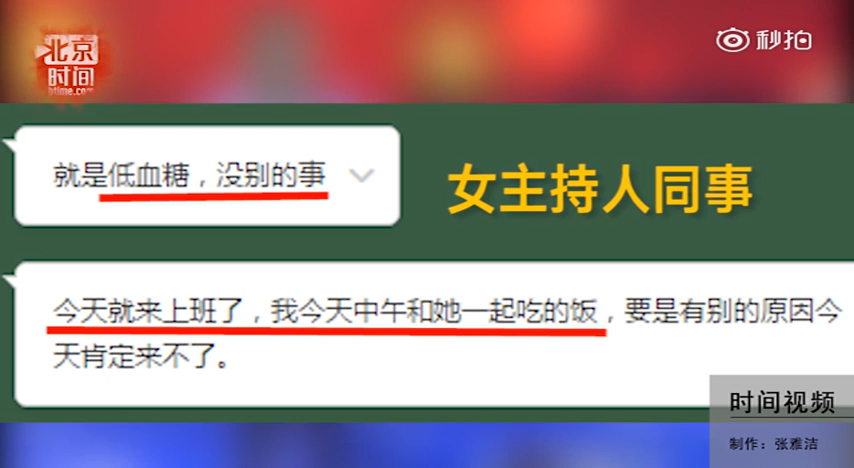 北京
时间
btime.com
秒拍
就是低血糖，没别的事
女主持人同事
今天就来上班了，我今天中午和她一起吃的饭，要是有别的原因今
天肯定来不了。
时间视频
制作：张雅洁